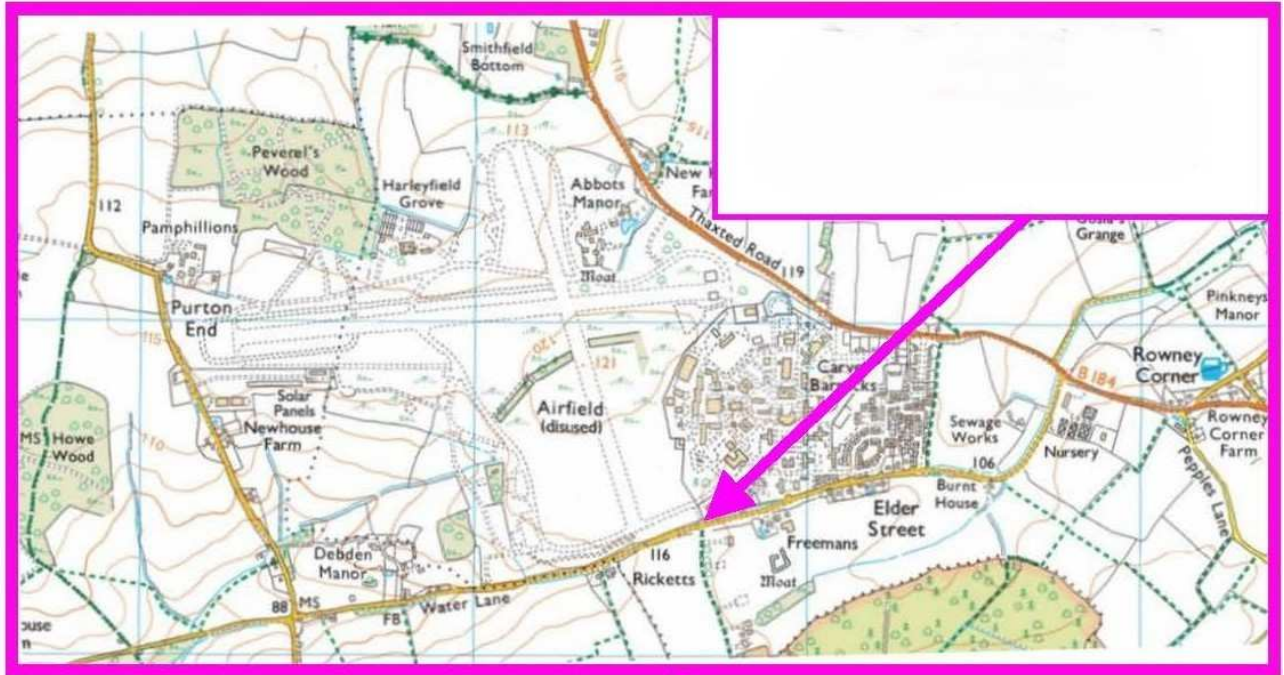 Smithfield
Bottom
115
113
115
Peverel's
Wood
Harleyfield
Grove
Abbots
Manor
New
112
Pamphillions
Moat
Thaxted Road
119
Grange
Purton
End
Pinkneys
Manor
115
120
121
Rowney
Corner
B 184
Solar
Panels
Newhouse
Farm
Airfield
(disused)
Sewage
Works
Nursery
Rowney
Corner
Farm
MS
Howe
Wood
110
106
Burnt
House
Pepples Lane
Elder
Street
Debden
Manor
116
Ricketts
Freemans
Moat
88
MS
FB
Water Lane